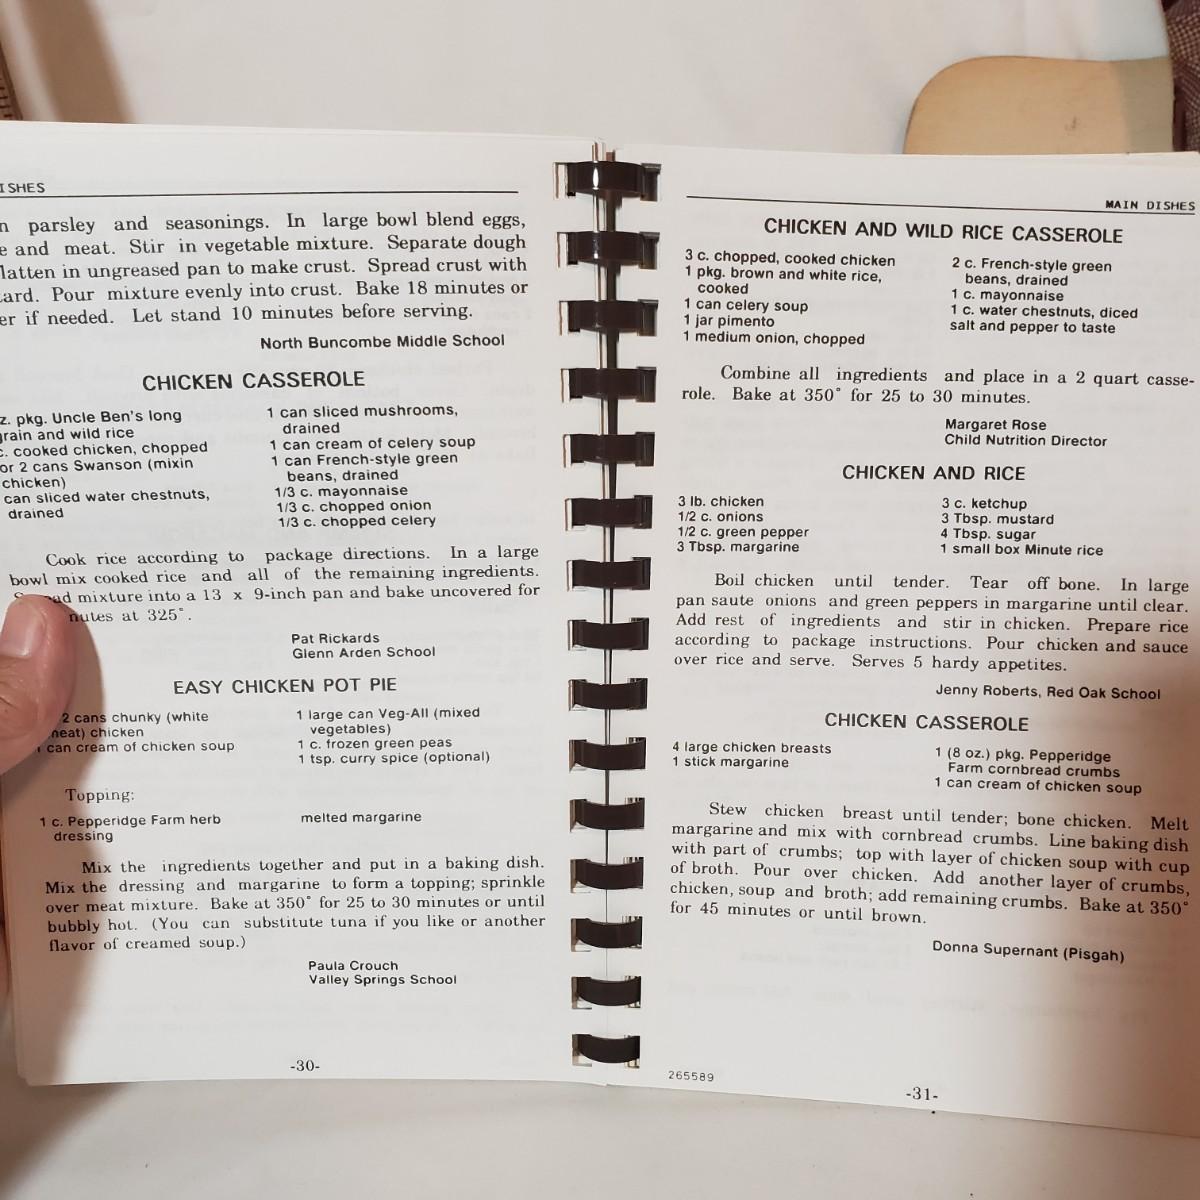 ISHES
parsley and seasonings. In large bowl blend eggs,
and meat. Stir in vegetable mixture. Separate dough
latten in ungreased pan to make crust. Spread crust with
tard. Pour mixture evenly into crust. Bake 18 minutes or
er if needed. Let stand 10 minutes before serving.
North Buncombe Middle School
CHICKEN CASSEROLE
z. pkg. Uncle Ben's long
grain and wild rice
c. cooked chicken, chopped
or 2 cans Swanson (mixin
chicken)
can sliced water chestnuts,
drained
1 can sliced mushrooms,
drained
1 can cream of celery soup
1 can French-style green
beans, drained
1/3 c. mayonnaise
1/3 c. chopped onion
1/3 c. chopped celery
Cook rice according to package directions. In a large
bowl mix cooked rice and all of the remaining ingredients.
mixture into a 13 x 9-inch pan and bake uncovered for
nutes at 325°.
Pat Rickards
Glenn Arden School
EASY CHICKEN POT PIE
2 cans chunky (white
meat) chicken
can cream of chicken soup
1 large can Veg-All (mixed
vegetables)
1 c. frozen green peas
1 tsp. curry spice (optional)
Topping:
1 c. Pepperidge Farm herb
dressing
melted margarine
Mix the ingredients together and put in a baking dish.
Mix the dressing and margarine to form a topping; sprinkle
over meat mixture. Bake at 350° for 25 to 30 minutes or until
bubbly hot. (You can substitute tuna if you like or another
flavor of creamed soup.)
Paula Crouch
Valley Springs School
-30-
MAIN DISHES
CHICKEN AND WILD RICE CASSEROLE
3 c. chopped, cooked chicken
1 pkg. brown and white rice,
cooked
1 can celery soup
1 jar pimento
1 medium onion, chopped
2 c. French-style green
beans, drained
1 c. mayonnaise
1 c. water chestnuts, diced
salt and pepper to taste
Combine all ingredients and place in a 2 quart casse-
role. Bake at 350° for 25 to 30 minutes.
Margaret Rose
Child Nutrition Director
CHICKEN AND RICE
3 lb. chicken
1/2 c. onions
1/2 c. green pepper
3 Tbsp. margarine
3 c. ketchup
3 Tbsp. mustard
4 Tbsp. sugar
1 small box Minute rice
Boil chicken until tender. Tear off bone. In large
pan saute onions and green peppers in margarine until clear.
Add rest of ingredients and stir in chicken. Prepare rice
according to package instructions. Pour chicken and sauce
over rice and serve. Serves 5 hardy appetites.
Jenny Roberts, Red Oak School
CHICKEN CASSEROLE
4 large chicken breasts
1 stick margarine
1 (8 oz.) pkg. Pepperidge
Farm cornbread crumbs
1 can cream of chicken soup
Stew chicken breast until tender; bone chicken. Melt
margarine and mix with cornbread crumbs. Line baking dish
with part of crumbs; top with layer of chicken soup with cup
of broth. Pour over chicken. Add another layer of crumbs,
chicken, soup and broth; add remaining crumbs. Bake at 350°
for 45 minutes or until brown.
Donna Supernant (Pisgah)
265589
-31-